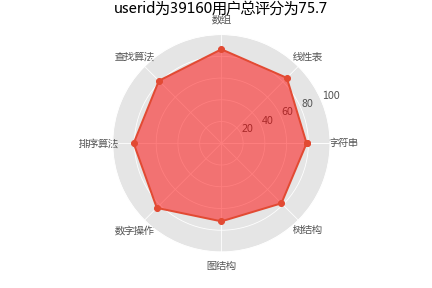 userid为39160用户总评分为75.7
数组
查找算法
线性表
100
80
60
40
20
排序算法
字符串
数字操作
树结构
图结构